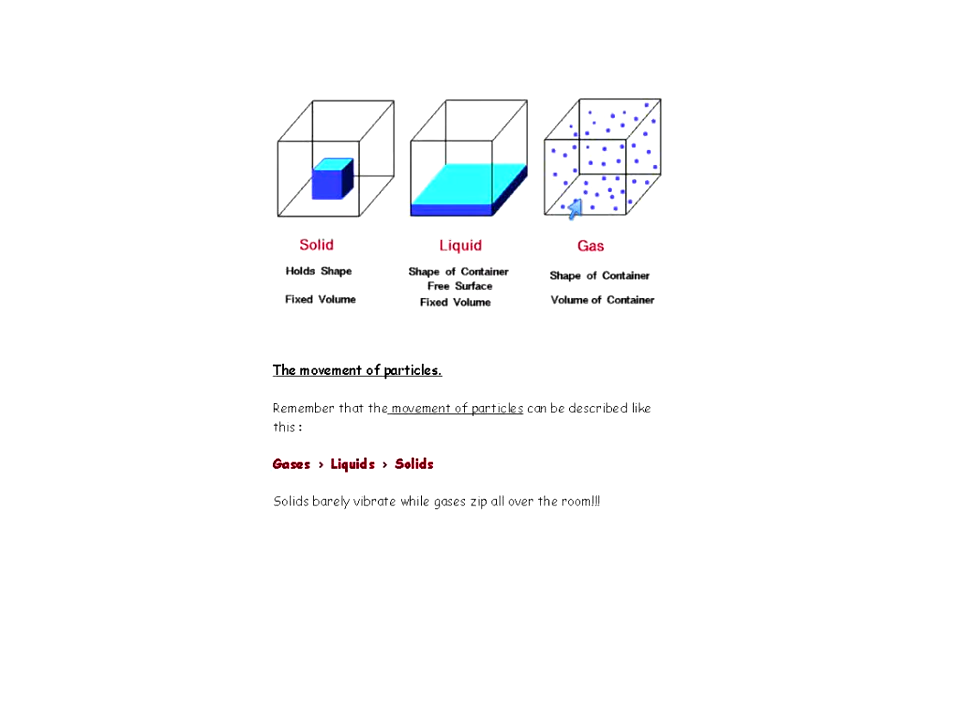 Solid
Liquid
Gas
Holds Shape
Fixed Volume
Shape of Container
Free Surface
Fixed Volume
Shape of Container
Volume of Container
The movement of particles.
Remember that the movement of particles can be described like
this :
Gases > Liquids > Solids
Solids barely vibrate while gases zip all over the room!!!